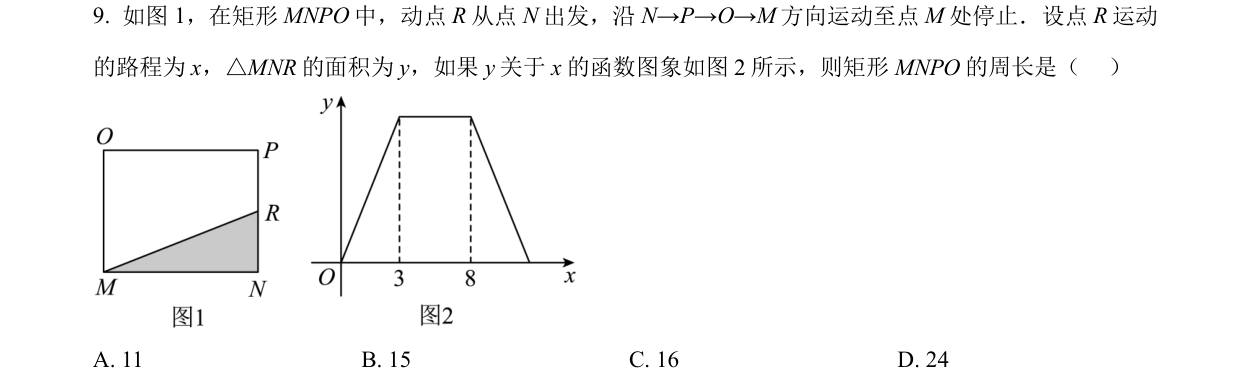 9. 如图 1，在矩形 MNPO 中，动点 R 从点 N 出发，沿 N→P→O→M 方向运动至点 M 处停止．设点 R 运动
的路程为 x，△MNR 的面积为 y，如果 y 关于 x 的函数图象如图 2 所示，则矩形 MNPO 的周长是（ ）
O
P
R
M
N
图1
y
O
3
8
x
图2
A. 11 B. 15 C. 16 D. 24